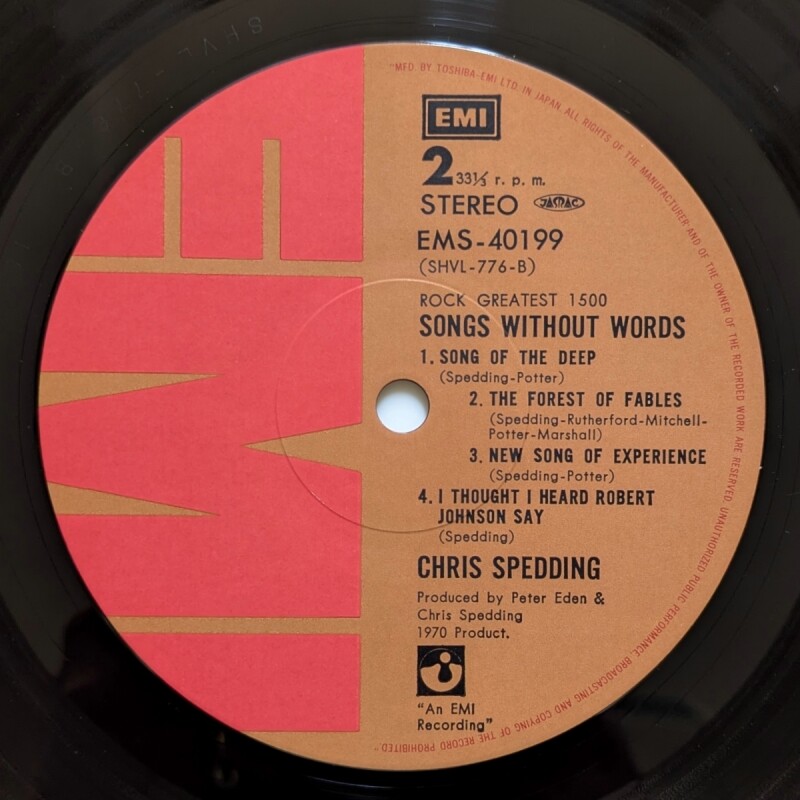 "MFD. BY TOSHIBA-EMI LTD. IN JAPAN. ALL RIGHTS OF THE MANUFACTURER AND OF THE OWNER OF THE RECORDED WORK ARE RESERVED. UNAUTHORIZED PUBLIC PERFORMANCE, BROADCASTING AND COPYING OF THE RECORD PROHIBITED"
EMI
EMI
2 33⅓ r. p. m.
STEREO JASRAC
EMS-40199
(SHVL-776-B)
ROCK GREATEST 1500
SONGS WITHOUT WORDS
1. SONG OF THE DEEP
(Spedding-Potter)
2. THE FOREST OF FABLES
(Spedding-Rutherford-Mitchell-
Potter-Marshall)
3. NEW SONG OF EXPERIENCE
(Spedding-Potter)
4. I THOUGHT I HEARD ROBERT
JOHNSON SAY
(Spedding)
CHRIS SPEDDING
Produced by Peter Eden &
Chris Spedding
1970 Product.
"An EMI
Recording"